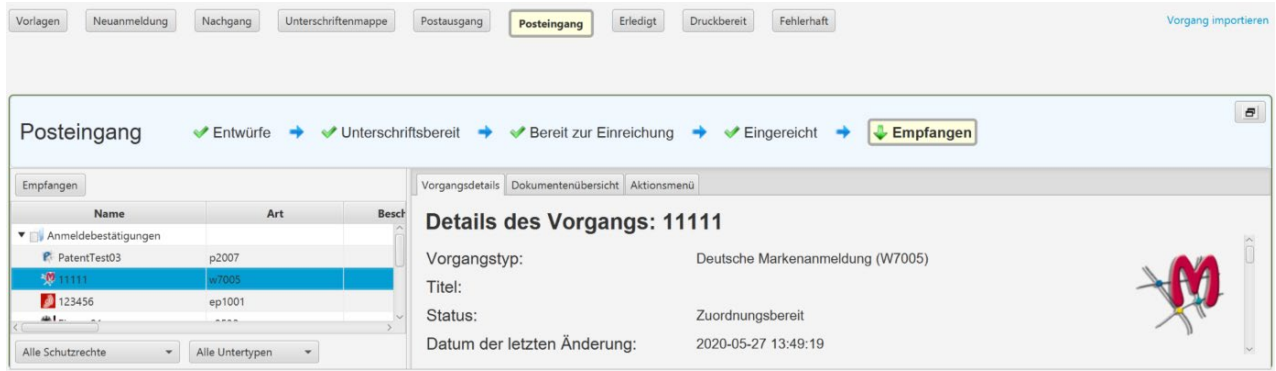 Vorlagen Neuanmeldung Nachgang Unterschriftenmappe Postausgang Posteingang Erledigt Druckbereit Fehlerhaft Vorgang importieren
Posteingang Entwürfe Unterschriftsbereit Bereit zur Einreichung Eingereicht Empfangen
Empfangen
Name Art Besch
Anmeldebestätigungen
PatentTest03 p2007
11111 w7005
123456 ep1001
Alle Schutzrechte Alle Untertypen
Vorgangsdetails Dokumentenübersicht Aktionsmenü
Details des Vorgangs: 11111
Vorgangstyp: Deutsche Markenanmeldung (W7005)
Titel:
Status: Zuordnungsbereit
Datum der letzten Änderung: 2020-05-27 13:49:19